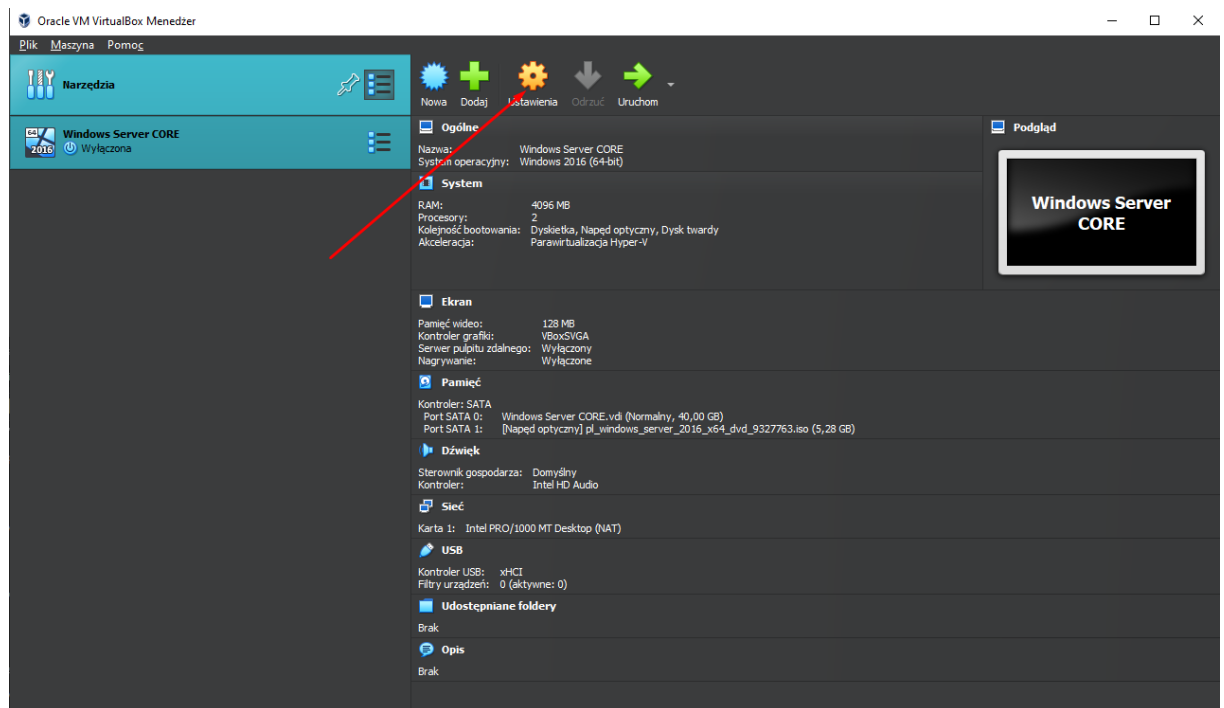 Oracle VM VirtualBox Menedżer
Plik Maszyna Pomoc
Narzędzia
64
2016
Windows Server CORE
Wyłączona
Nowa Dodaj Ustawienia Odrzuć Uruchom
Ogólne
Nazwa: Windows Server CORE
System operacyjny: Windows 2016 (64-bit)
System
RAM: 4096 MB
Procesory: 2
Kolejność bootowania: Dyskietka, Napęd optyczny, Dysk twardy
Akceleracja: Parawirtualizacja Hyper-V
Podgląd
Windows Server
CORE
Ekran
Pamięć wideo: 128 MB
Kontroler grafiki: VBoxSVGA
Serwer pulpitu zdalnego: Wyłączony
Nagrywanie: Wyłączone
Pamięć
Kontroler: SATA
Port SATA 0: Windows Server CORE.vdi (Normalny, 40,00 GB)
Port SATA 1: [Napęd optyczny] pl_windows_server_2016_x64_dvd_9327763.iso (5,28 GB)
Dźwięk
Sterownik gospodarza: Domyślny
Kontroler: Intel HD Audio
Sieć
Karta 1: Intel PRO/1000 MT Desktop (NAT)
USB
Kontroler USB: xHCI
Filtry urządzeń: 0 (aktywne: 0)
Udostępniane foldery
Brak
Opis
Brak